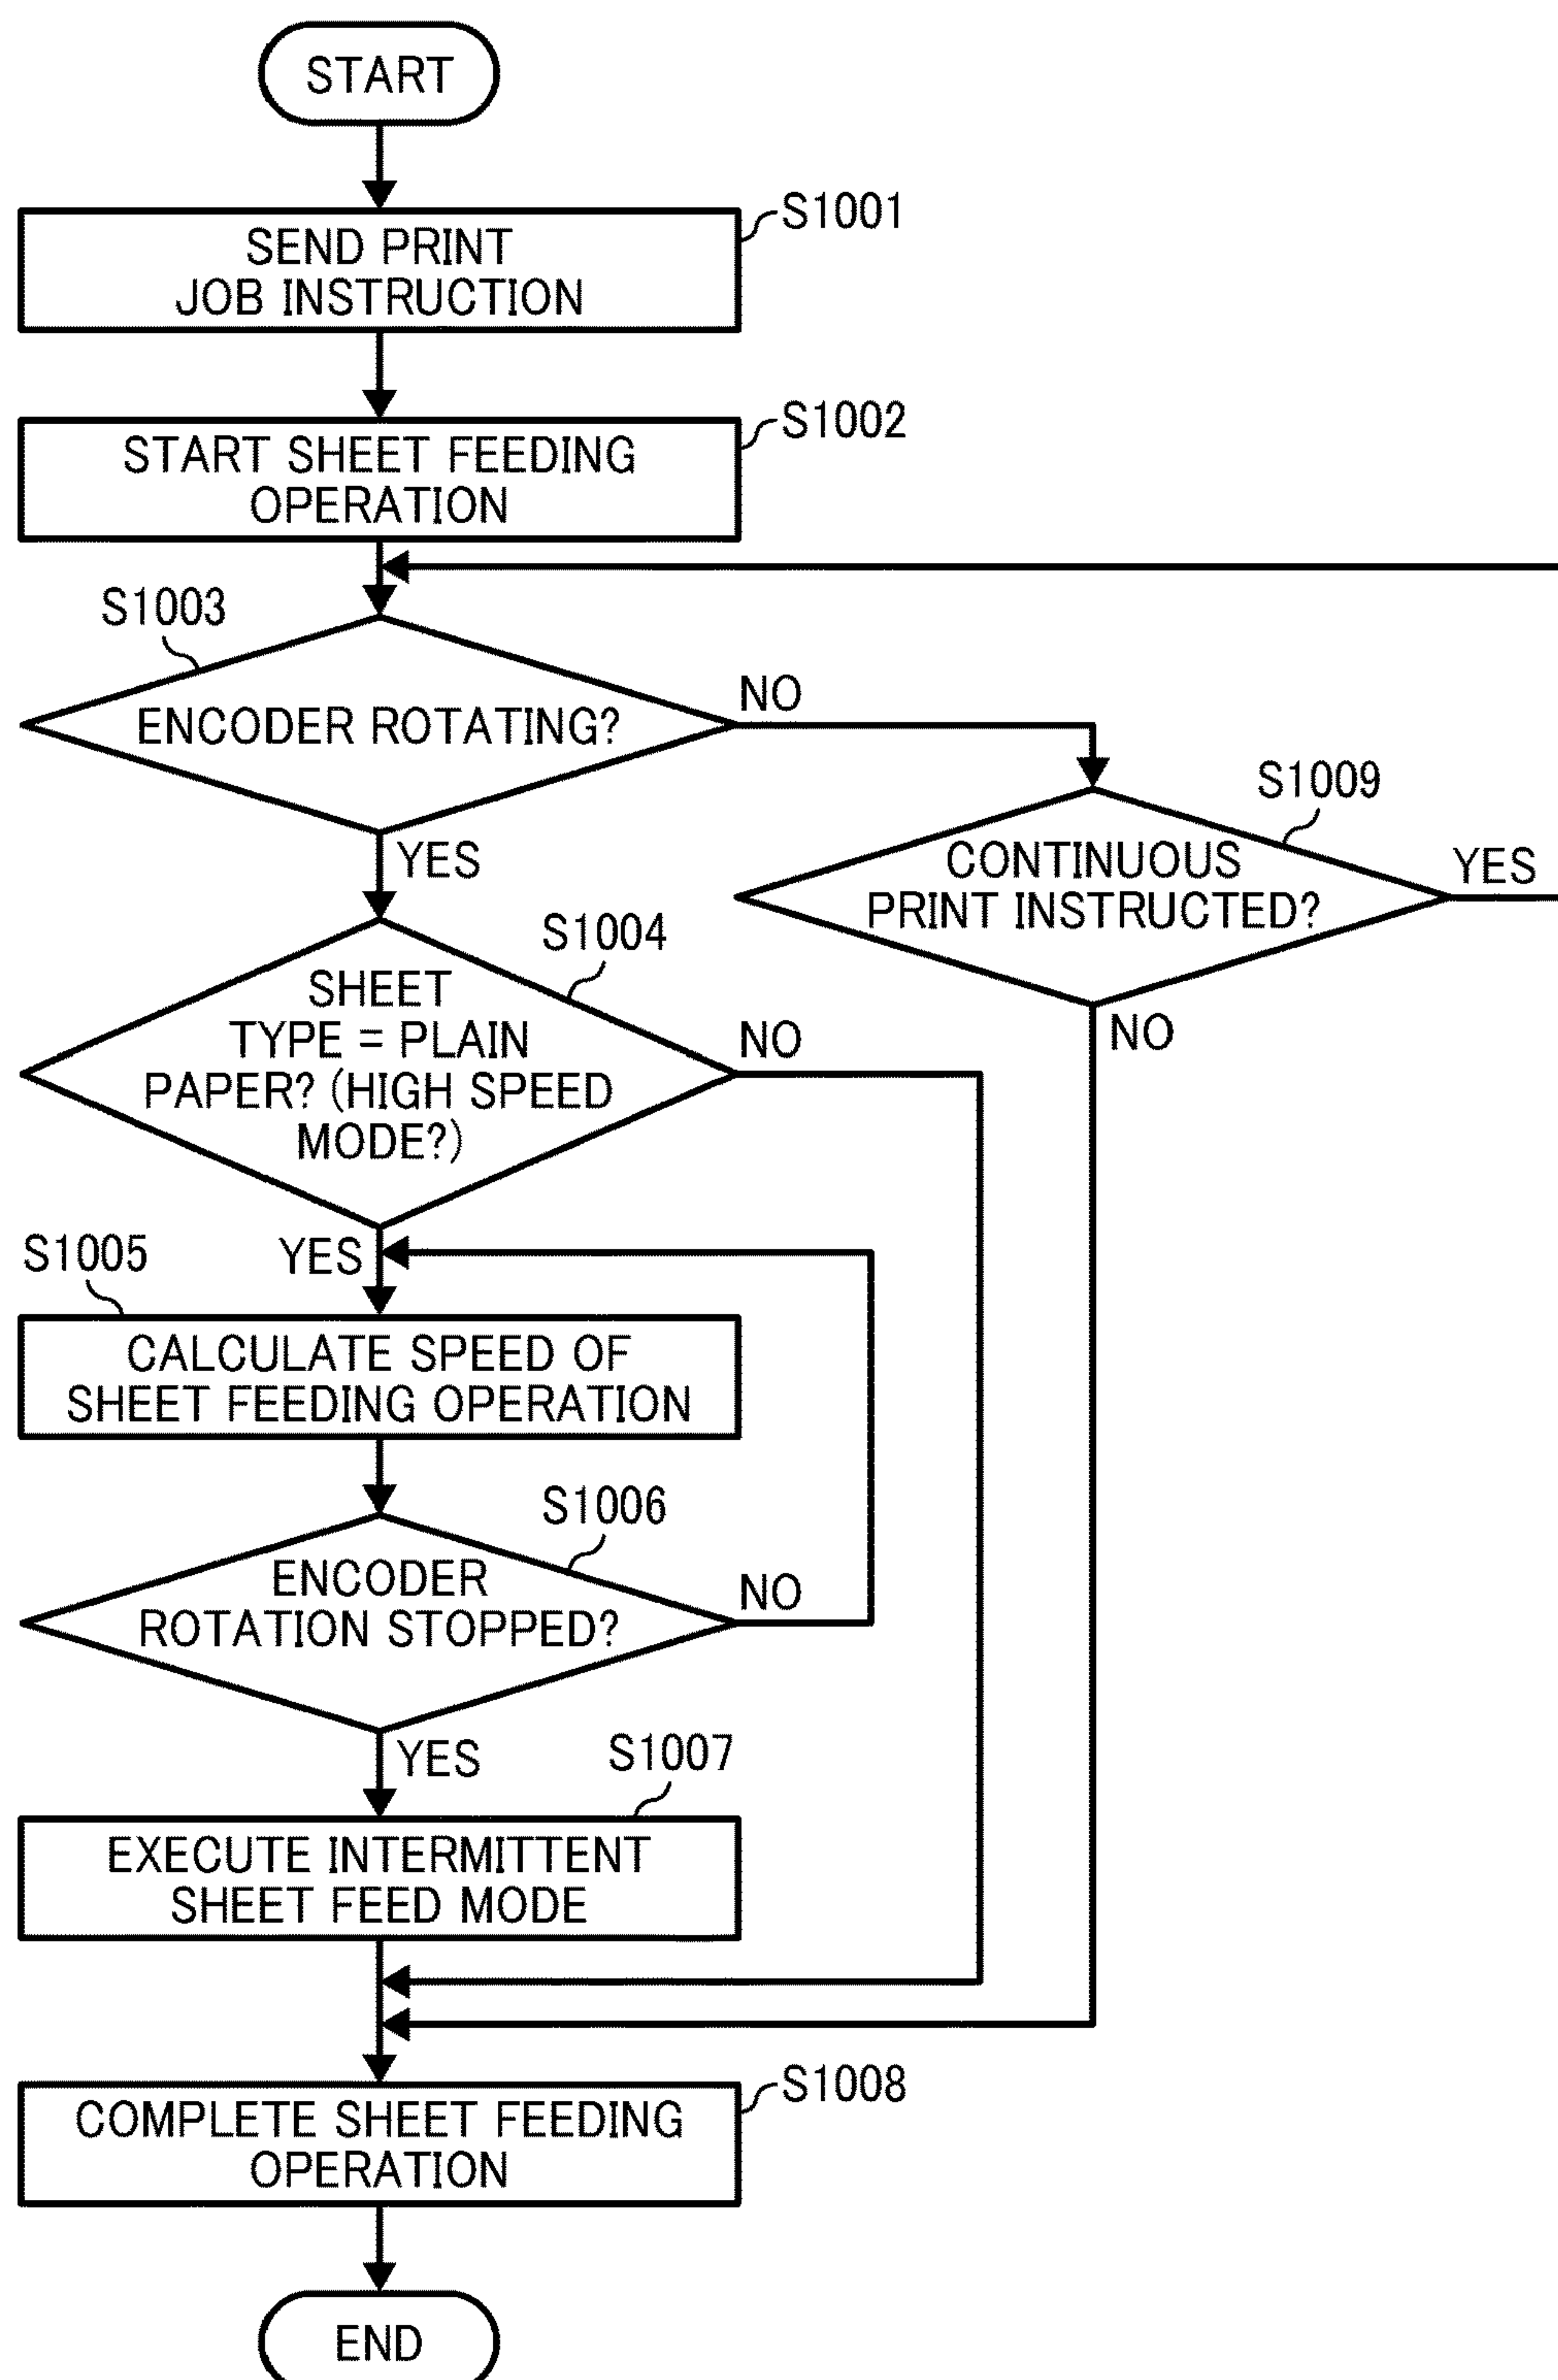 START
S1001
SEND PRINT
JOB INSTRUCTION
S1002
START SHEET FEEDING
OPERATION
S1003
ENCODER ROTATING?
NO
YES
S1009
CONTINUOUS
PRINT INSTRUCTED?
YES
NO
S1004
SHEET
TYPE = PLAIN
PAPER? (HIGH SPEED
MODE?)
NO
YES
S1005
CALCULATE SPEED OF
SHEET FEEDING OPERATION
S1006
ENCODER
ROTATION STOPPED?
NO
YES
S1007
EXECUTE INTERMITTENT
SHEET FEED MODE
S1008
COMPLETE SHEET FEEDING
OPERATION
END